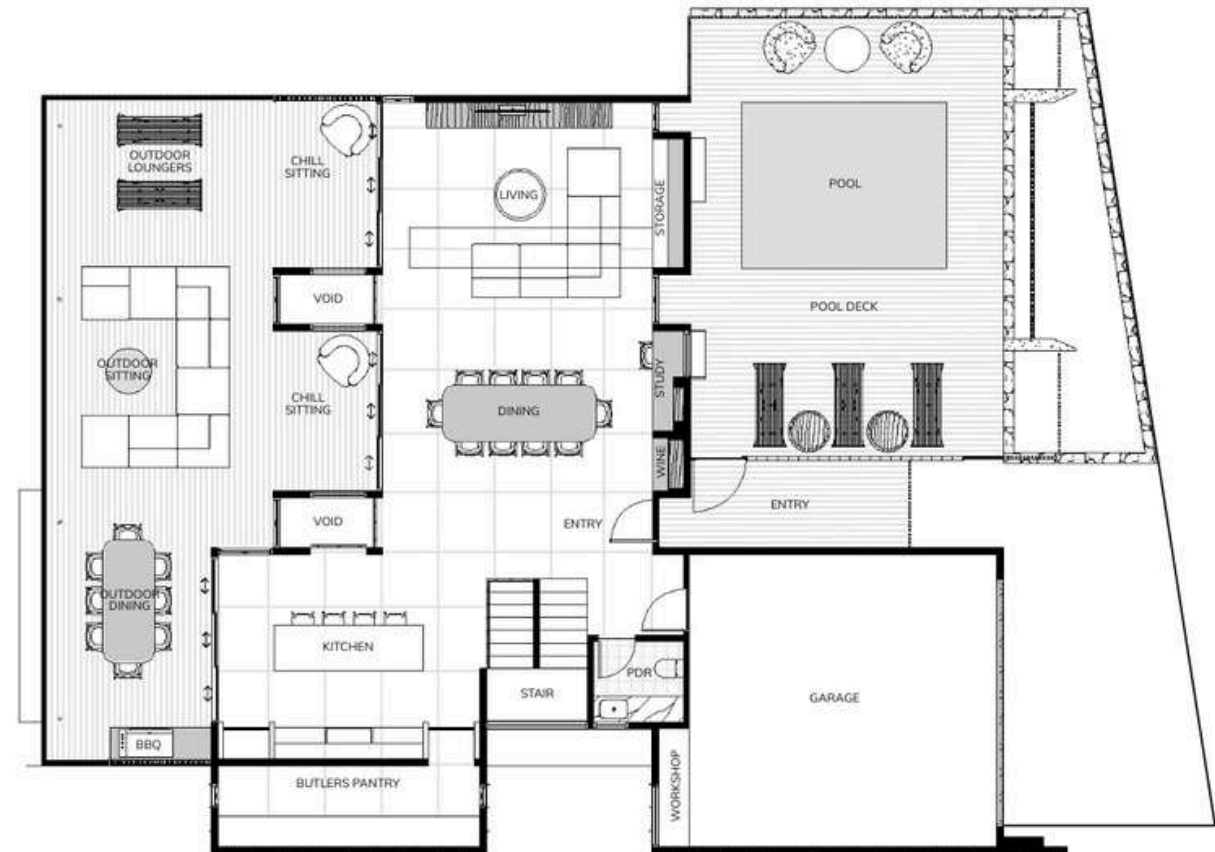 OUTDOOR
LOUNGERS
CHILL
SITTING
LIVING
STORAGE
POOL
VOID
POOL DECK
OUTDOOR
SITTING
CHILL
SITTING
DINING
STUDY
WINE
VOID
ENTRY
ENTRY
OUTDOOR
DINING
KITCHEN
PDR
STAIR
GARAGE
BBQ
BUTLERS PANTRY
WORKSHOP